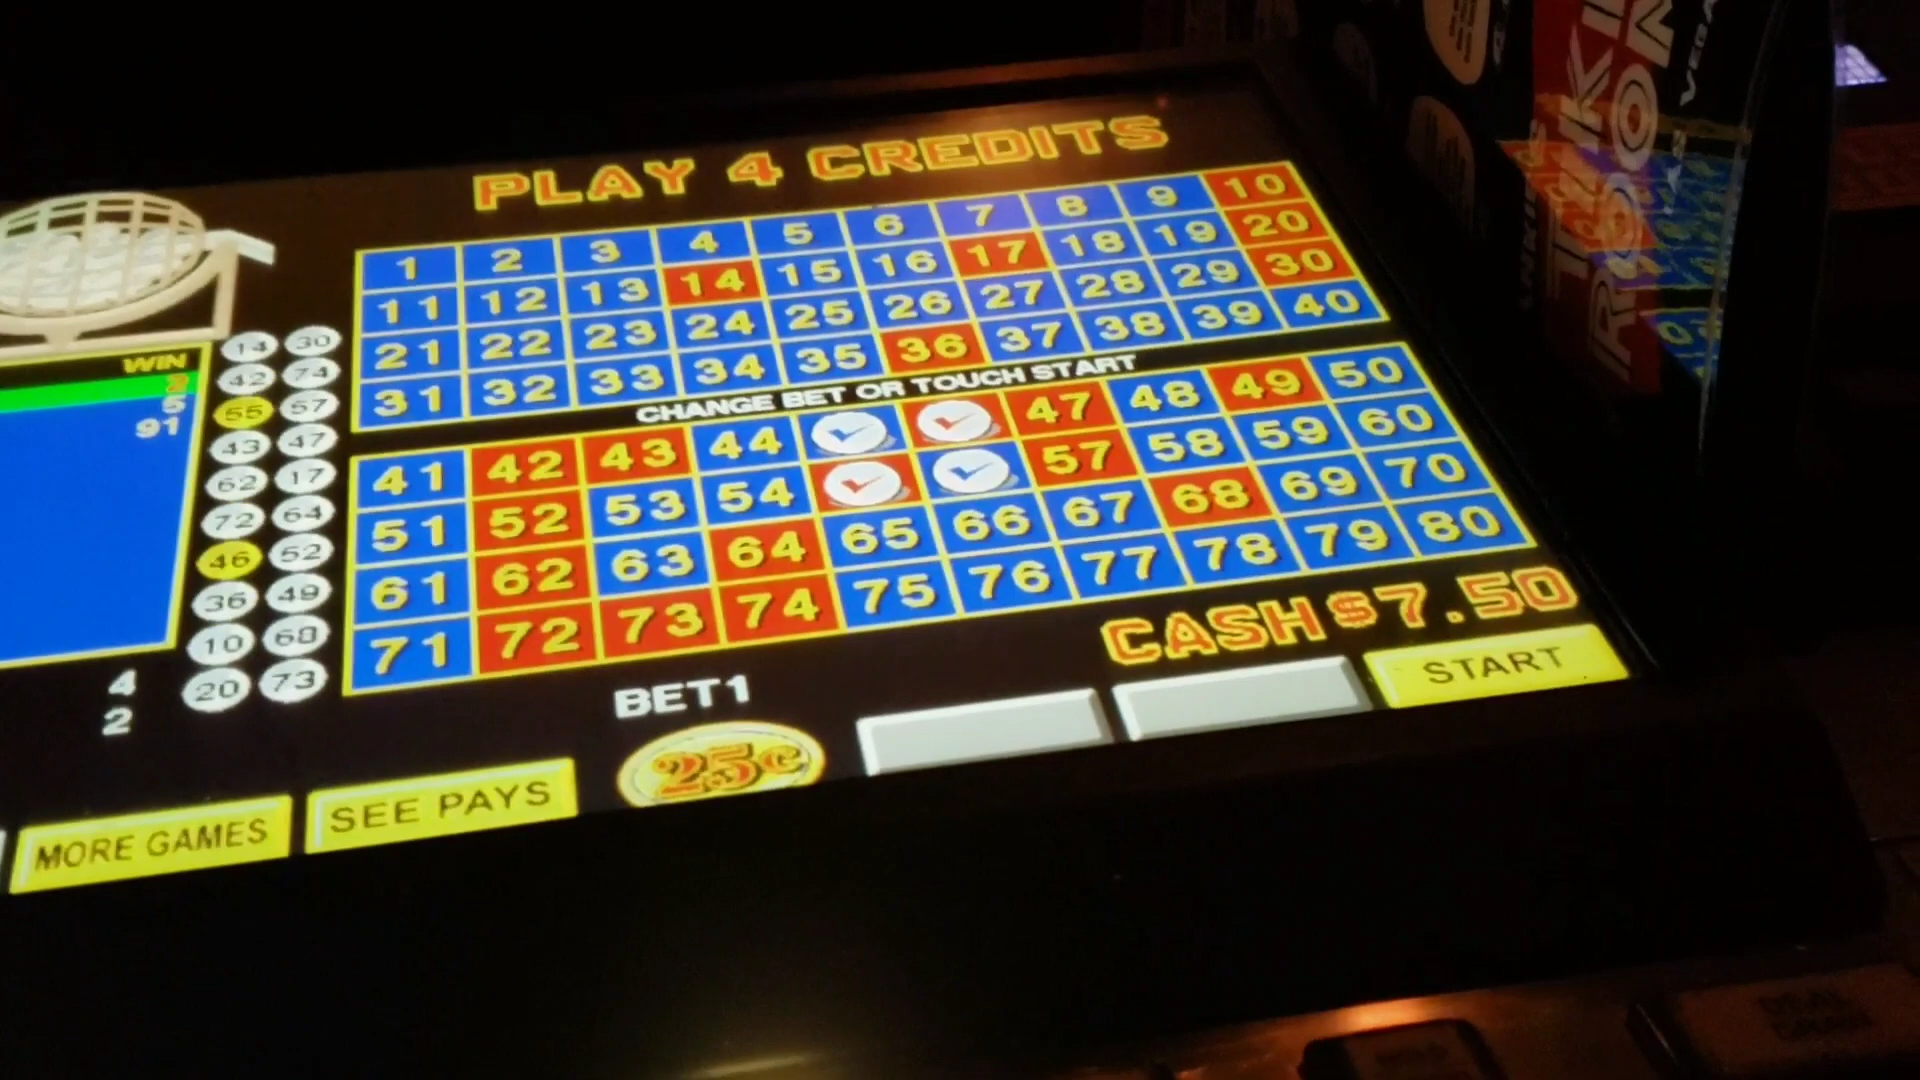 PLAY 4 CREDITS
1 2 3 4 5 6 7 8 9 10
11 12 13 14 15 16 17 18 19 20
21 22 23 24 25 26 27 28 29 30
31 32 33 34 35 36 37 38 39 40
CHANGE BET OR TOUCH START
41 42 43 44 47 48 49 50
51 52 53 54 57 58 59 60
61 62 63 64 65 66 67 68 69 70
71 72 73 74 75 76 77 78 79 80
WIN
2
5
91
14 30
42 74
55 57
43 47
62 17
72 64
46 52
36 49
10 68
20 73
4
2
CASH $7.50
BET1
25¢
START
SEE PAYS
MORE GAMES